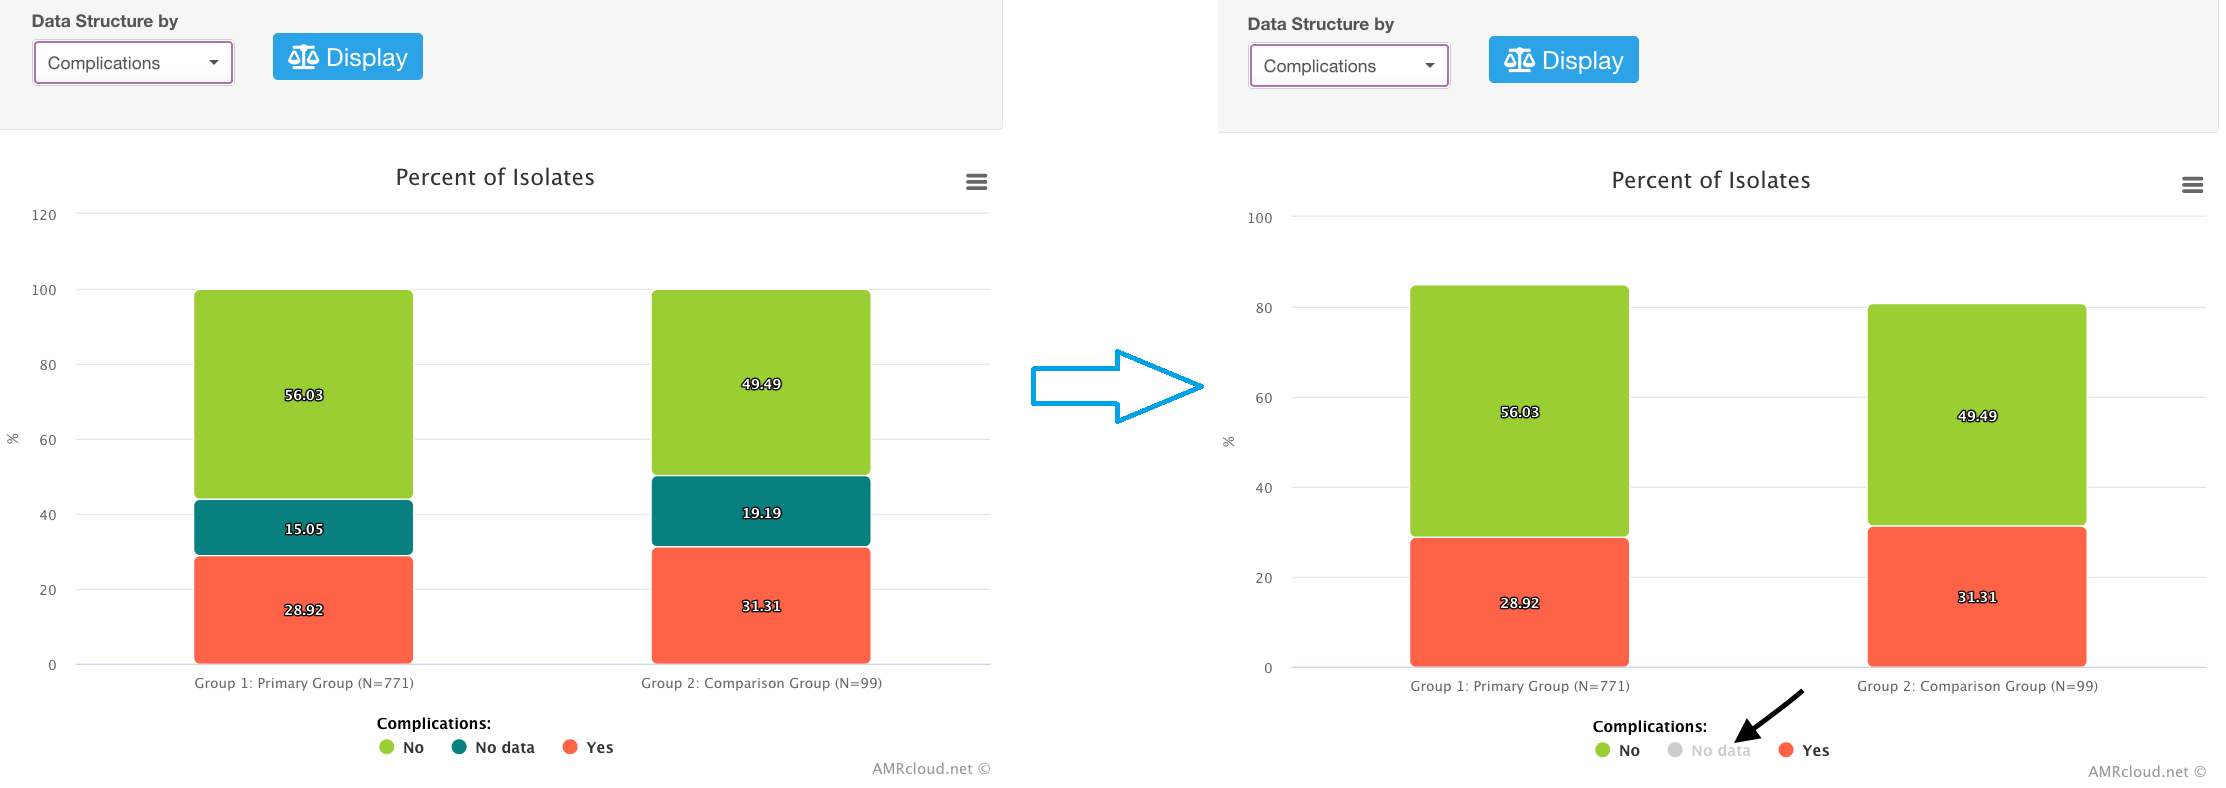 Data Structure by
Complications
Display
Percent of Isolates
120
100
80
60
40
20
0
%
56.03
15.05
28.92
49.49
19.19
31.31
Group 1: Primary Group (N=771)
Group 2: Comparison Group (N=99)
Complications:
No No data Yes
AMRcloud.net ©
Data Structure by
Complications
Display
Percent of Isolates
100
80
60
40
20
0
%
56.03
28.92
49.49
31.31
Group 1: Primary Group (N=771)
Group 2: Comparison Group (N=99)
Complications:
No No data Yes
AMRcloud.net ©